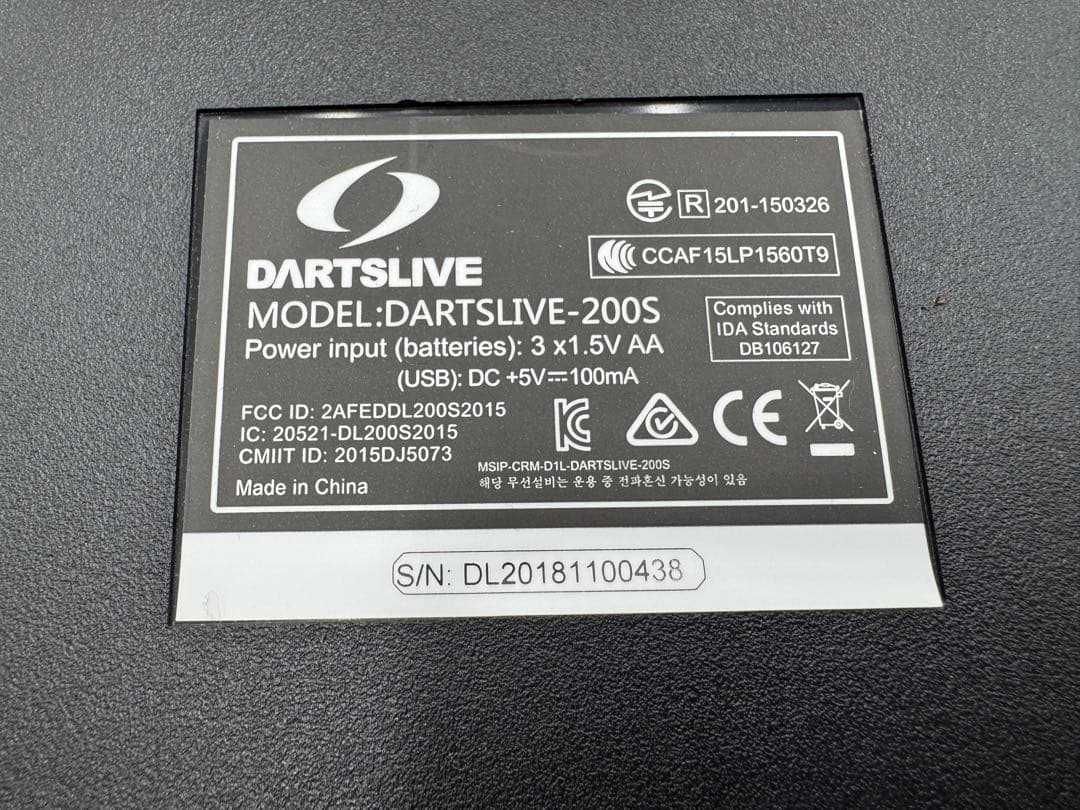 DARTSLIVE
MODEL:DARTSLIVE-200S
Power input (batteries): 3 x1.5V AA
(USB): DC +5V⎓100mA
FCC ID: 2AFEDDL200S2015
IC: 20521-DL200S2015
CMIIT ID: 2015DJ5073
Made in China
R 201-150326
CCAF15LP1560T9
Complies with
IDA Standards
DB106127
MSIP-CRM-D1L-DARTSLIVE-200S
해당 무선설비는 운용 중 전파혼신 가능성이 있음
S/N: DL20181100438